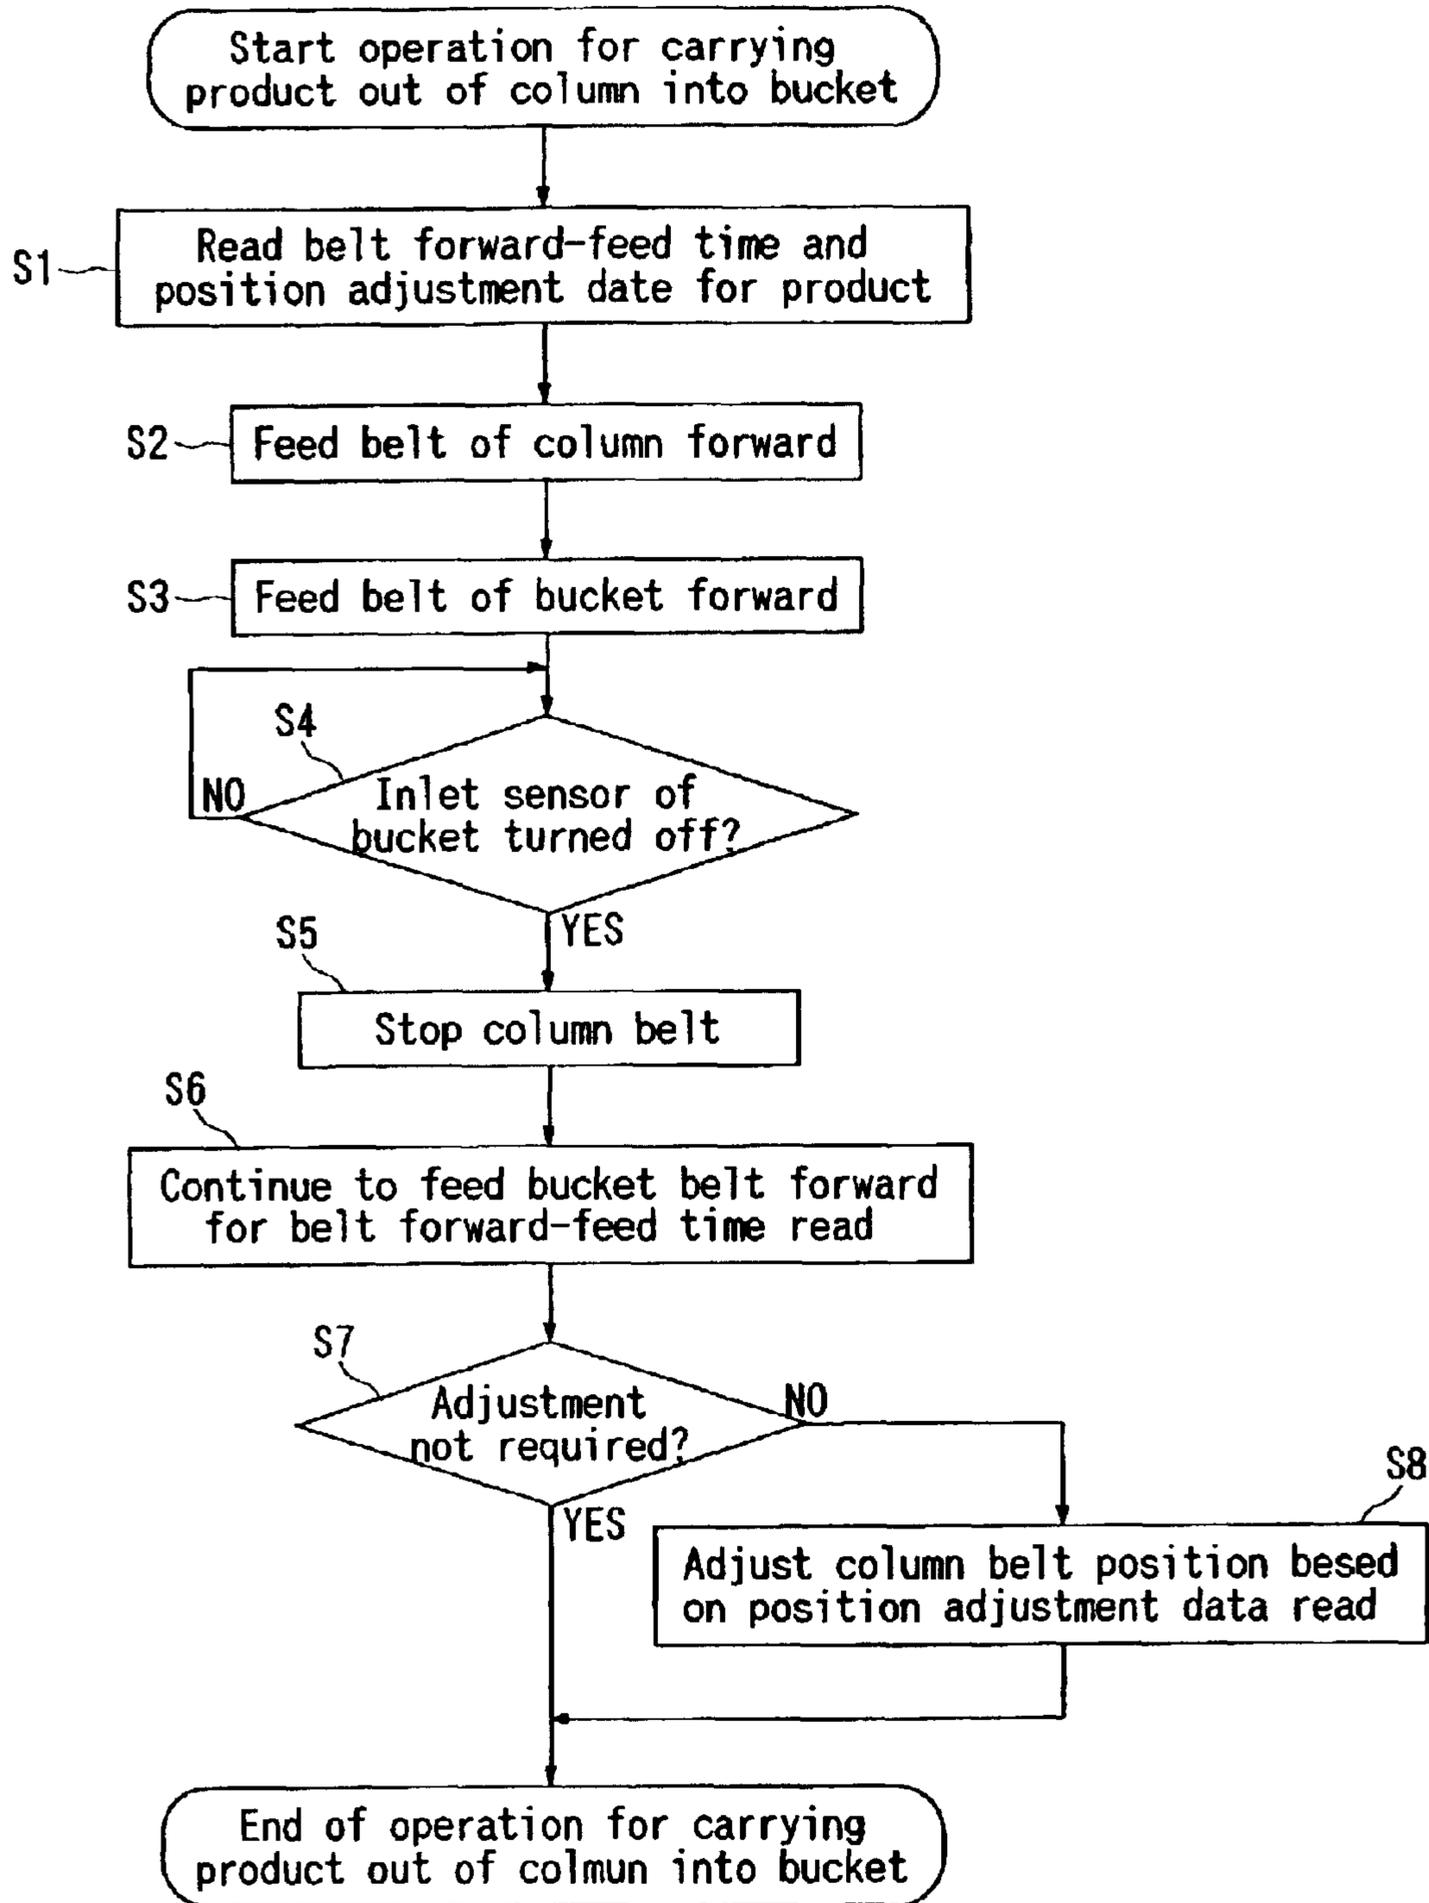 Start operation for carrying
product out of column into bucket
S1
Read belt forward-feed time and
position adjustment date for product
S2
Feed belt of column forward
S3
Feed belt of bucket forward
S4
NO
Inlet sensor of
bucket turned off?
YES
S5
Stop column belt
S6
Continue to feed bucket belt forward
for belt forward-feed time read
S7
Adjustment
not required?
NO
YES
S8
Adjust column belt position besed
on position adjustment data read
End of operation for carrying
product out of colmun into bucket